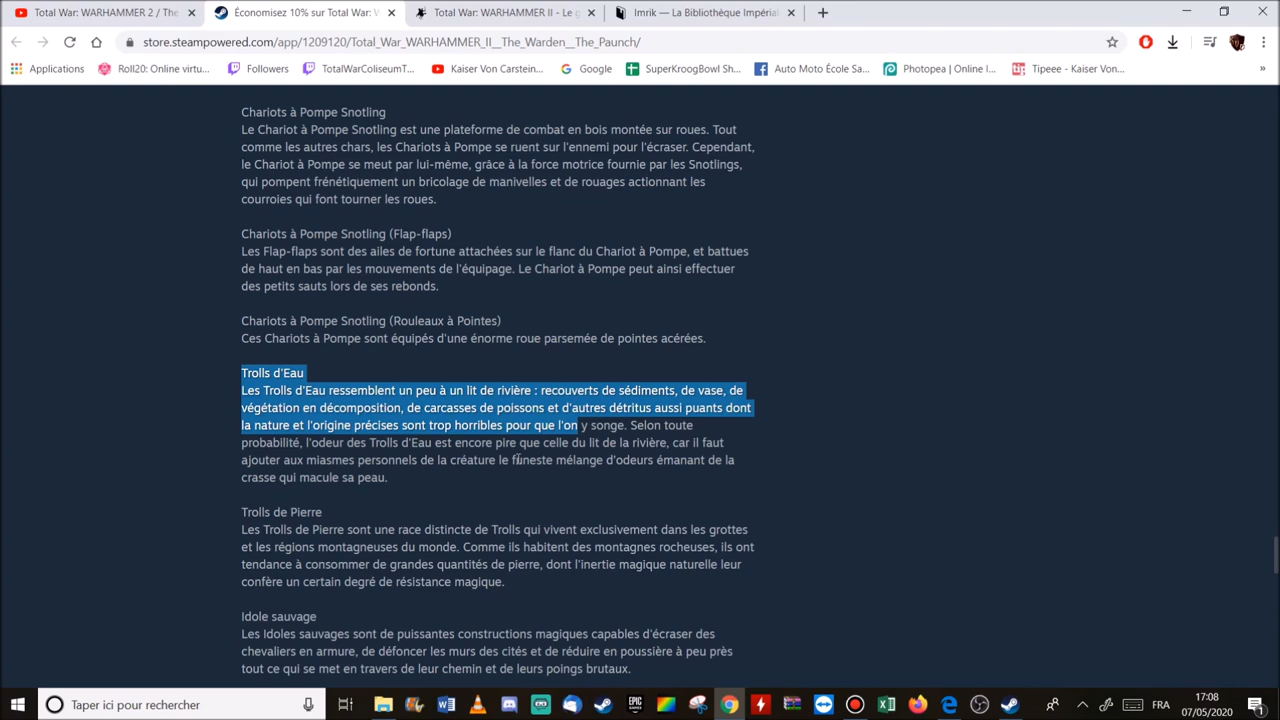 Total War: WARHAMMER 2 / The
Économisez 10% sur Total War: W
Total War: WARHAMMER II - Le g
Imrik — La Bibliothèque Impérial
store.steampowered.com/app/1209120/Total_War_WARHAMMER_II__The_Warden__The_Paunch/
Applications
Roll20: Online virtu...
Followers
TotalWarColiseumT...
Kaiser Von Carstein...
Google
SuperKroogBowl Sh...
Auto Moto École Sa...
Photopea | Online I...
Tipeee - Kaiser Von...
Chariots à Pompe Snotling
Le Chariot à Pompe Snotling est une plateforme de combat en bois montée sur roues. Tout
comme les autres chars, les Chariots à Pompe se ruent sur l'ennemi pour l'écraser. Cependant,
le Chariot à Pompe se meut par lui-même, grâce à la force motrice fournie par les Snotlings,
qui pompent frénétiquement un bricolage de manivelles et de rouages actionnant les
courroies qui font tourner les roues.
Chariots à Pompe Snotling (Flap-flaps)
Les Flap-flaps sont des ailes de fortune attachées sur le flanc du Chariot à Pompe, et battues
de haut en bas par les mouvements de l'équipage. Le Chariot à Pompe peut ainsi effectuer
des petits sauts lors de ses rebonds.
Chariots à Pompe Snotling (Rouleaux à Pointes)
Ces Chariots à Pompe sont équipés d'une énorme roue parsemée de pointes acérées.
Trolls d'Eau
Les Trolls d'Eau ressemblent un peu à un lit de rivière : recouverts de sédiments, de vase, de
végétation en décomposition, de carcasses de poissons et d'autres détritus aussi puants dont
la nature et l'origine précises sont trop horribles pour que l'on y songe. Selon toute
probabilité, l'odeur des Trolls d'Eau est encore pire que celle du lit de la rivière, car il faut
ajouter aux miasmes personnels de la créature le funeste mélange d'odeurs émanant de la
crasse qui macule sa peau.
Trolls de Pierre
Les Trolls de Pierre sont une race distincte de Trolls qui vivent exclusivement dans les grottes
et les régions montagneuses du monde. Comme ils habitent des montagnes rocheuses, ils ont
tendance à consommer de grandes quantités de pierre, dont l'inertie magique naturelle leur
confère un certain degré de résistance magique.
Idole sauvage
Les Idoles sauvages sont de puissantes constructions magiques capables d'écraser des
chevaliers en armure, de défoncer les murs des cités et de réduire en poussière à peu près
tout ce qui se met en travers de leur chemin et de leurs poings brutaux.
Taper ici pour rechercher
FRA
17:08
07/05/2020